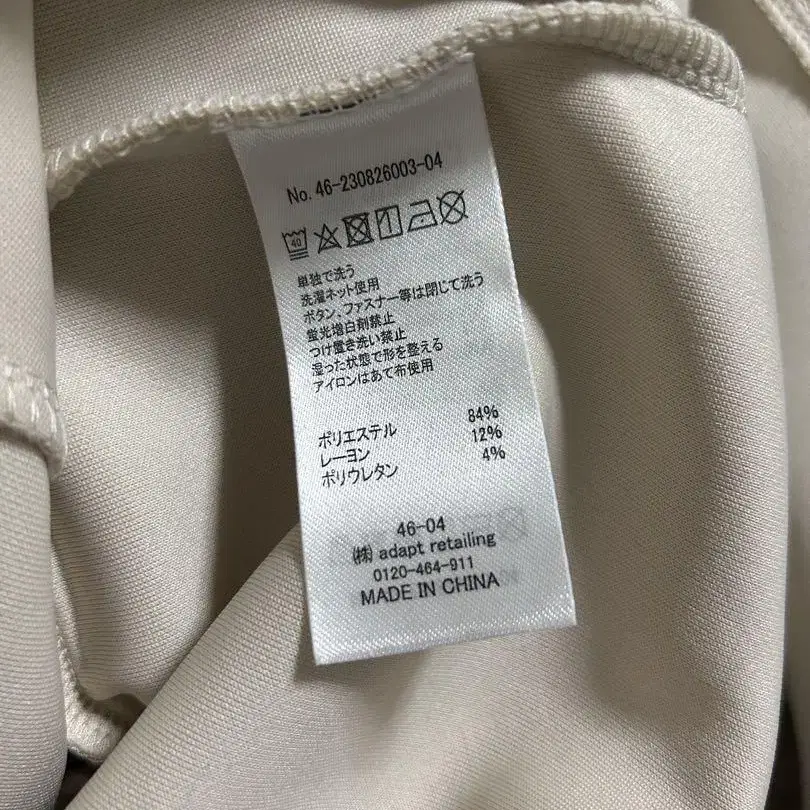 No. 46-230826003-04
40
単独で洗う
洗濯ネット使用
ボタン、ファスナー等は閉じて洗う
蛍光増白剤禁止
つけ置き洗い禁止
湿った状態で形を整える
アイロンはあて布使用
ポリエステル 84%
レーヨン 12%
ポリウレタン 4%
46-04
(株) adapt retailing
0120-464-911
MADE IN CHINA